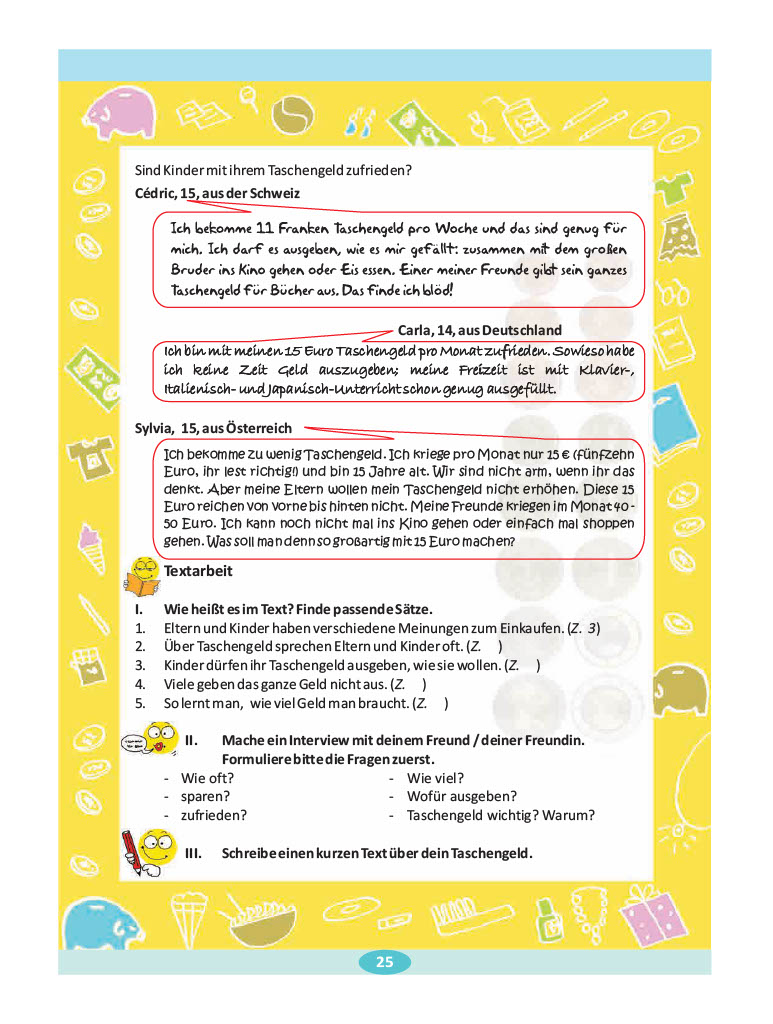 Sind Kinder mit ihrem Taschengeld zufrieden?
Cédric, 15, aus der Schweiz
Ich bekomme 11 Franken Taschengeld pro Woche und das sind genug für
mich. Ich darf es ausgeben, wie es mir gefällt: zusammen mit dem großen
Bruder ins Kino gehen oder Eis essen. Einer meiner Freunde gibt sein ganzes
Taschengeld für Bücher aus. Das finde ich blöd!
Carla, 14, aus Deutschland
Ich bin mit meinen 15 Euro Taschengeld pro Monat zufrieden. Sowieso habe
ich keine Zeit Geld auszugeben; meine Freizeit ist mit Klavier-,
Italienisch- und Japanisch-Unterricht schon genug ausgefüllt.
Sylvia, 15, aus Österreich
Ich bekomme zu wenig Taschengeld. Ich kriege pro Monat nur 15 € (fünfzehn
Euro, ihr lest richtig!) und bin 15 Jahre alt. Wir sind nicht arm, wenn ihr das
denkt. Aber meine Eltern wollen mein Taschengeld nicht erhöhen. Diese 15
Euro reichen von vorne bis hinten nicht. Meine Freunde kriegen im Monat 40 -
50 Euro. Ich kann noch nicht mal ins Kino gehen oder einfach mal shoppen
gehen. Was soll man denn so großartig mit 15 Euro machen?
Textarbeit
I. Wie heißt es im Text? Finde passende Sätze.
1. Eltern und Kinder haben verschiedene Meinungen zum Einkaufen. (Z. 3)
2. Über Taschengeld sprechen Eltern und Kinder oft. (Z. )
3. Kinder dürfen ihr Taschengeld ausgeben, wie sie wollen. (Z. )
4. Viele geben das ganze Geld nicht aus. (Z. )
5. So lernt man, wie viel Geld man braucht. (Z. )
II. Mache ein Interview mit deinem Freund / deiner Freundin.
Formuliere bitte die Fragen zuerst.
- Wie oft? - Wie viel?
- sparen? - Wofür ausgeben?
- zufrieden? - Taschengeld wichtig? Warum?
III. Schreibe einen kurzen Text über dein Taschengeld.
25